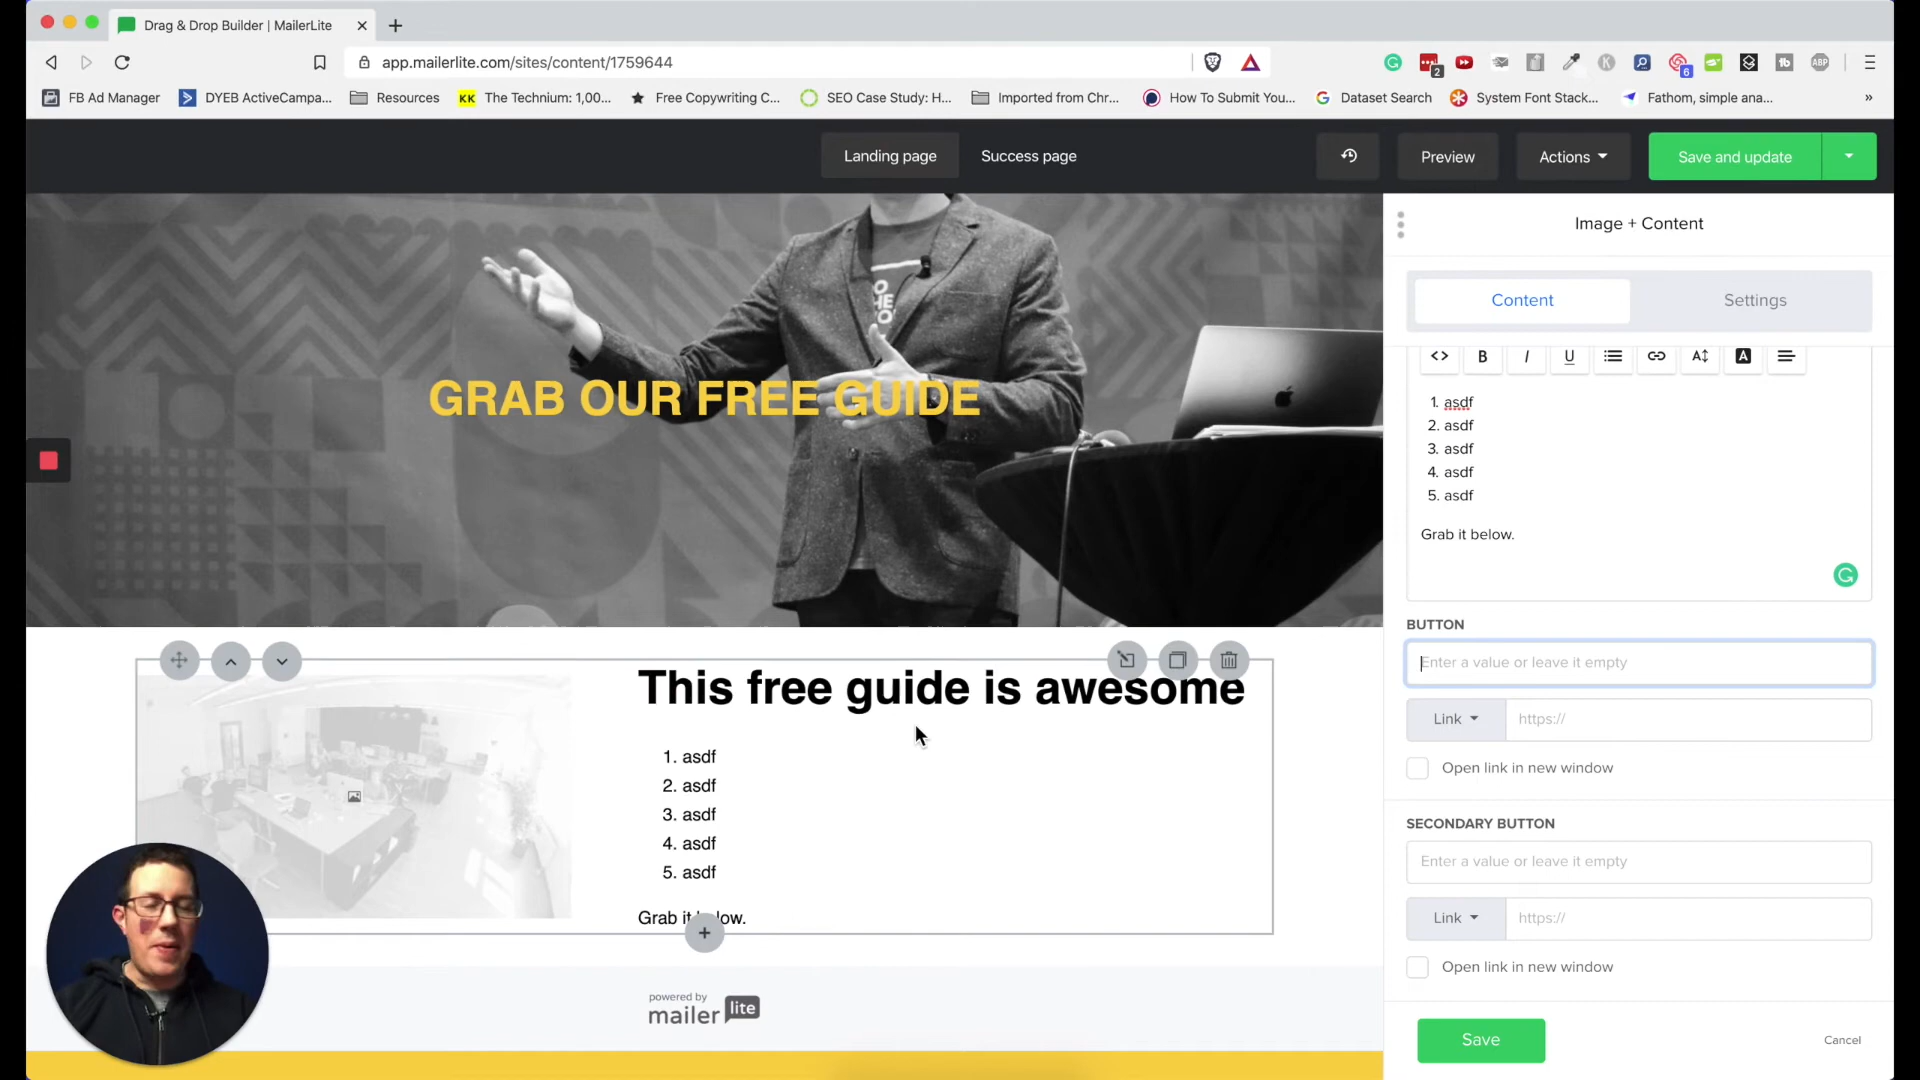 Drag & Drop Builder | MailerLite
app.mailerlite.com/sites/content/1759644
2
6
ABP
FB Ad Manager
DYEB ActiveCampa...
Resources
KK The Technium: 1,00...
Free Copywriting C...
SEO Case Study: H...
Imported from Chr...
How To Submit You...
Dataset Search
System Font Stack...
Fathom, simple ana...
»
Landing page
Success page
Preview
Actions
Save and update
GRAB OUR FREE GUIDE
This free guide is awesome
1. asdf
2. asdf
3. asdf
4. asdf
5. asdf
powered by
mailer lite
Image + Content
Content
Settings
1. asdf
2. asdf
3. asdf
4. asdf
5. asdf
Grab it below.
BUTTON
Enter a value or leave it empty
Link
https://
Open link in new window
SECONDARY BUTTON
Enter a value or leave it empty
Link
https://
Open link in new window
Save
Cancel